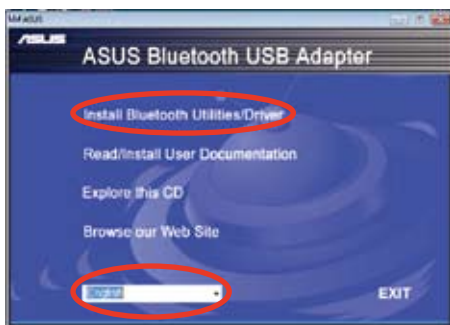 ASUS
ASUS Bluetooth USB Adapter
Install Bluetooth Utilities/Driver
Read/Install User Documentation
Explore this CD
Browse our Web Site
English
EXIT